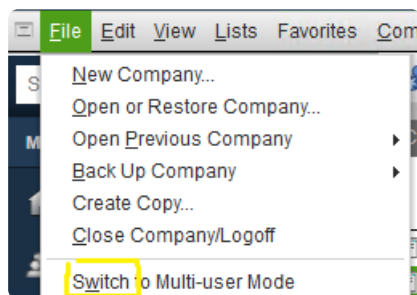 File Edit View Lists Favorites Com
S
New Company...
Open or Restore Company...
M
Open Previous Company
Back Up Company
Create Copy...
Close Company/Logoff
Switch to Multi-user Mode